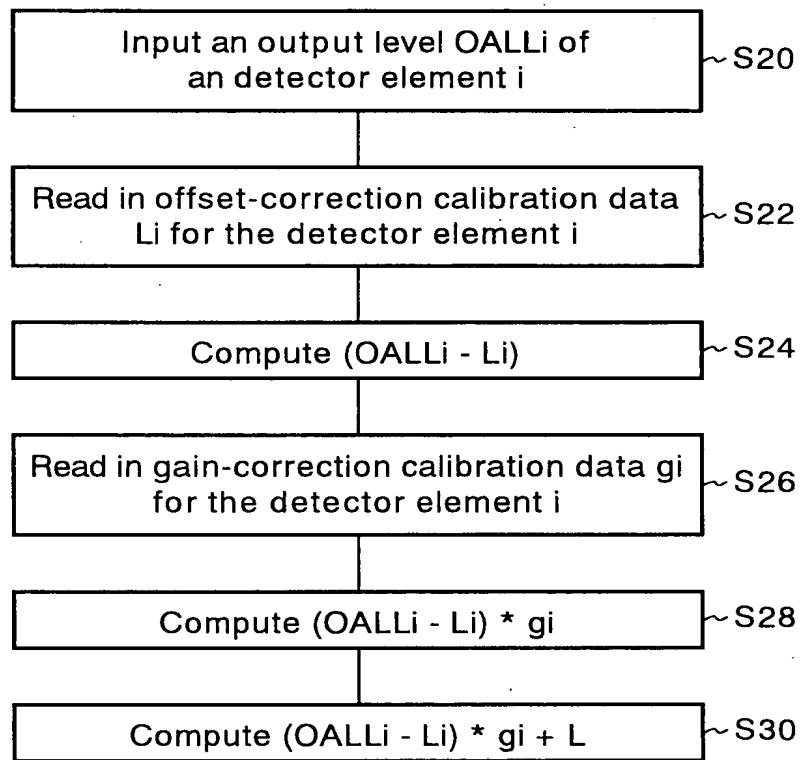 Input an output level OALLi of
an detector element i
S20
Read in offset-correction calibration data
Li for the detector element i
S22
Compute (OALLi - Li)
S24
Read in gain-correction calibration data gi
for the detector element i
S26
Compute (OALLi - Li) * gi
S28
Compute (OALLi - Li) * gi + L
S30